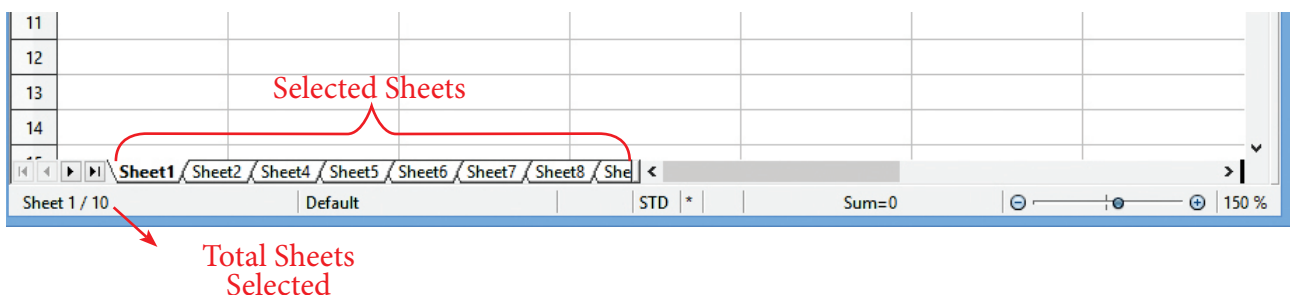 11
12
13
Selected Sheets
14
Sheet1 Sheet2 Sheet4 Sheet5 Sheet6 Sheet7 Sheet8 She
Sheet 1 / 10 Default STD * Sum=0 150 %
Total Sheets
Selected